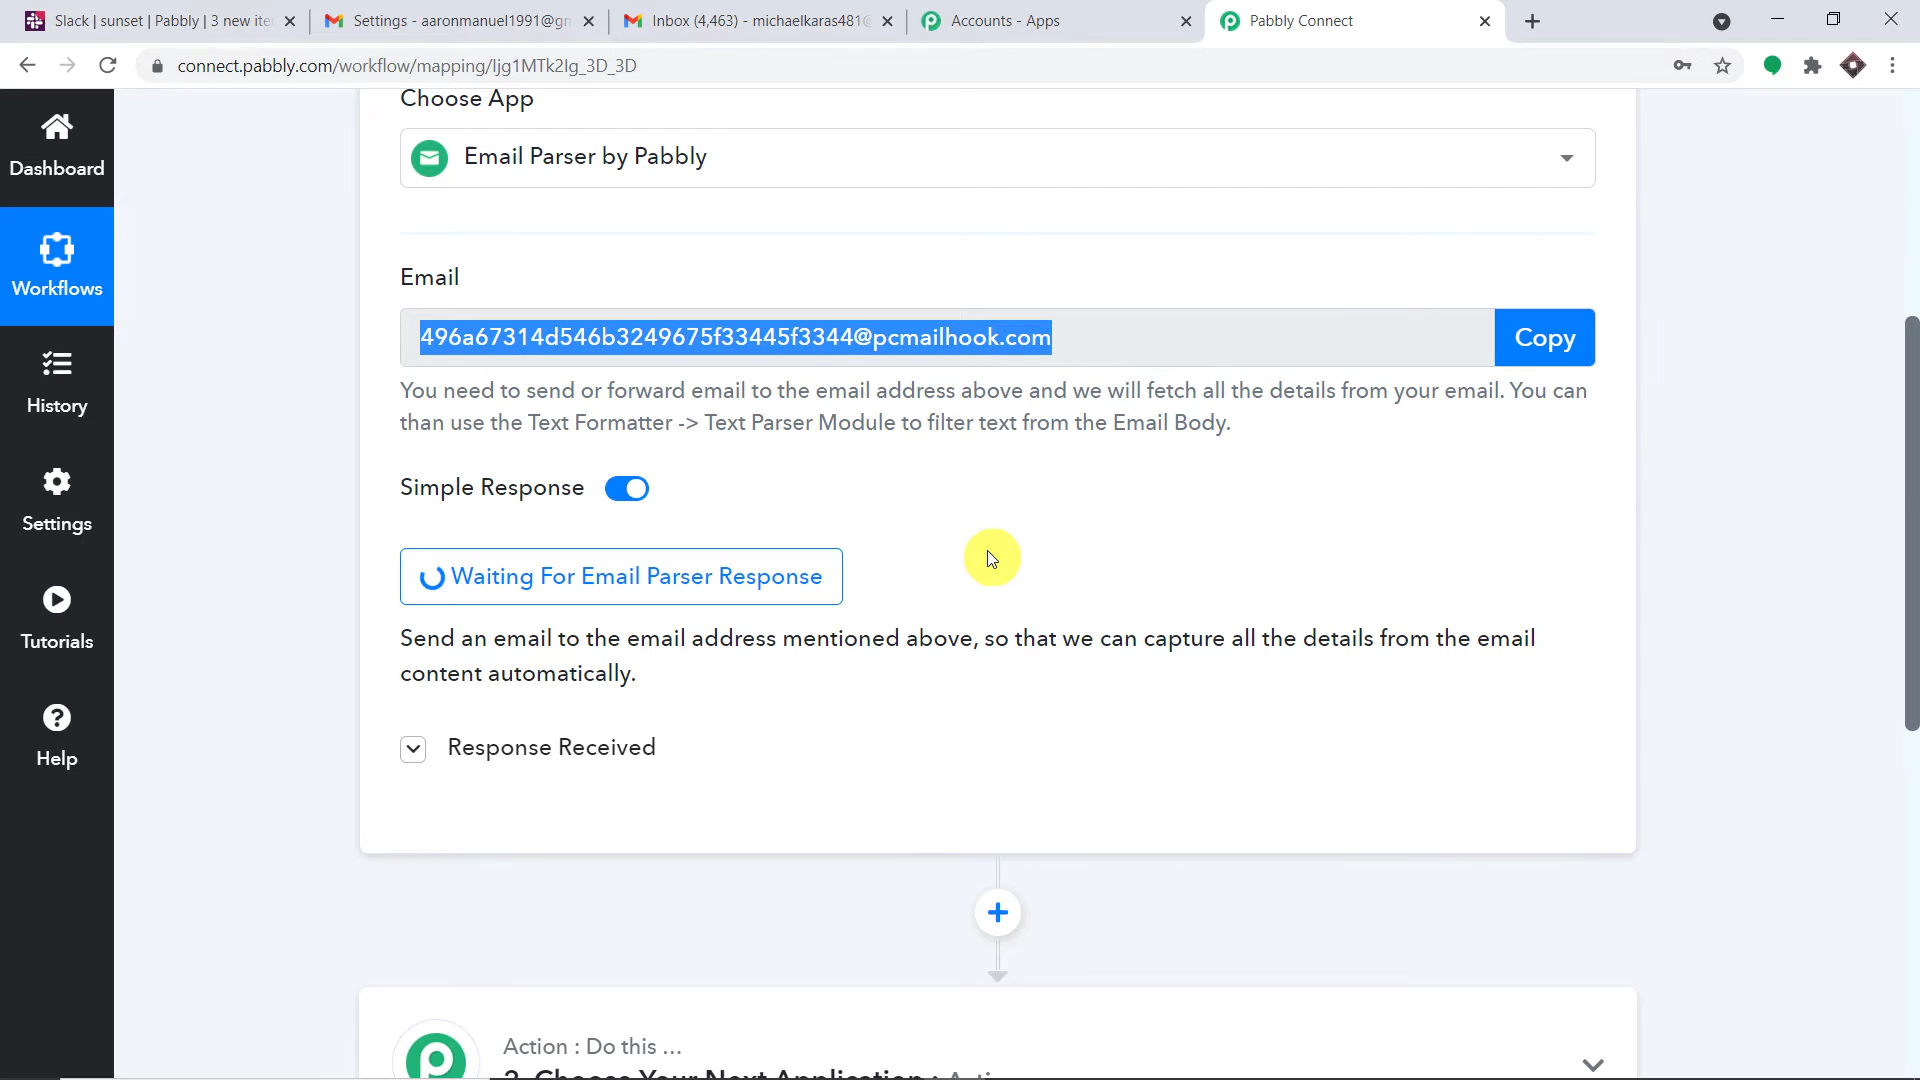 Slack | sunset | Pabbly | 3 new ite
Settings - aaronmanuel1991@gm
Inbox (4,463) - michaelkaras481@
Accounts - Apps
Pabbly Connect
connect.pabbly.com/workflow/mapping/Ijg1MTk2Ig_3D_3D
Dashboard
Workflows
History
Settings
Tutorials
Help
Choose App
Email Parser by Pabbly
Email
496a67314d546b3249675f33445f3344@pcmailhook.com
Copy
You need to send or forward email to the email address above and we will fetch all the details from your email. You can
than use the Text Formatter -> Text Parser Module to filter text from the Email Body.
Simple Response
Waiting For Email Parser Response
Send an email to the email address mentioned above, so that we can capture all the details from the email
content automatically.
Response Received
Action : Do this ...
2. Choose Your Next Application :